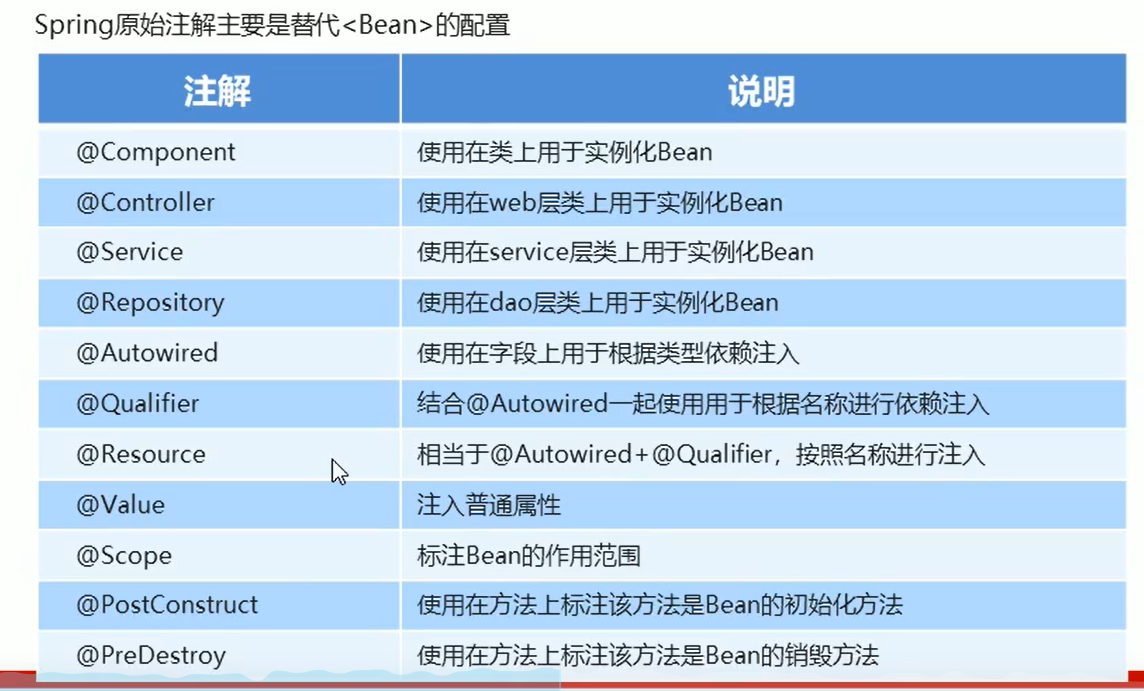 Spring原始注解主要是替代<Bean>的配置
注解 说明
@Component 使用在类上用于实例化Bean
@Controller 使用在web层类上用于实例化Bean
@Service 使用在service层类上用于实例化Bean
@Repository 使用在dao层类上用于实例化Bean
@Autowired 使用在字段上用于根据类型依赖注入
@Qualifier 结合@Autowired一起使用用于根据名称进行依赖注入
@Resource 相当于@Autowired+@Qualifier，按照名称进行注入
@Value 注入普通属性
@Scope 标注Bean的作用范围
@PostConstruct 使用在方法上标注该方法是Bean的初始化方法
@PreDestroy 使用在方法上标注该方法是Bean的销毁方法